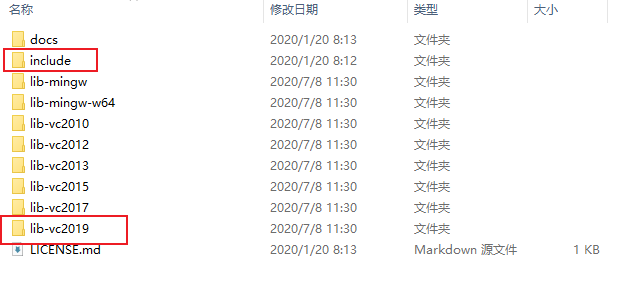 名称 修改日期 类型 大小
docs 2020/1/20 8:13 文件夹
include 2020/1/20 8:12 文件夹
lib-mingw 2020/7/8 11:30 文件夹
lib-mingw-w64 2020/7/8 11:30 文件夹
lib-vc2010 2020/7/8 11:30 文件夹
lib-vc2012 2020/7/8 11:30 文件夹
lib-vc2013 2020/7/8 11:30 文件夹
lib-vc2015 2020/7/8 11:30 文件夹
lib-vc2017 2020/7/8 11:30 文件夹
lib-vc2019 2020/7/8 11:30 文件夹
LICENSE.md 2020/1/20 8:13 Markdown 源文件 1 KB